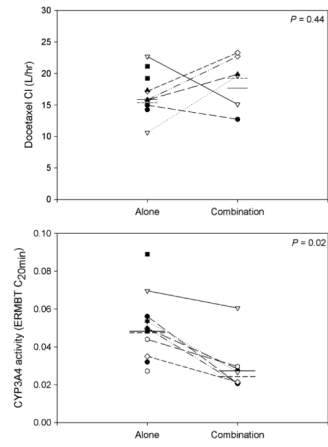 30
P = 0.44
25
20
15
10
5
0
Docetaxel Cl (L/hr)
Alone Combination
0.10
P = 0.02
0.08
0.06
0.04
0.02
0.00
CYP3A4 activity (ERMBT C20min)
Alone Combination